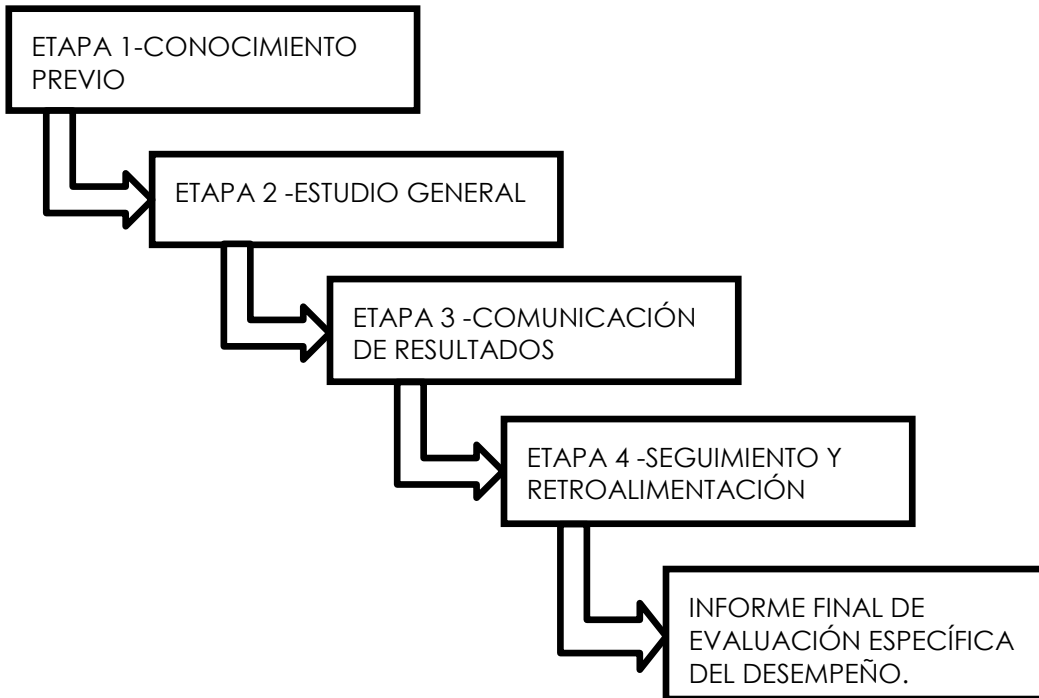 ETAPA 1-CONOCIMIENTO
PREVIO
ETAPA 2 -ESTUDIO GENERAL
ETAPA 3 -COMUNICACIÓN
DE RESULTADOS
ETAPA 4 -SEGUIMIENTO Y
RETROALIMENTACIÓN
INFORME FINAL DE
EVALUACIÓN ESPECÍFICA
DEL DESEMPEÑO.